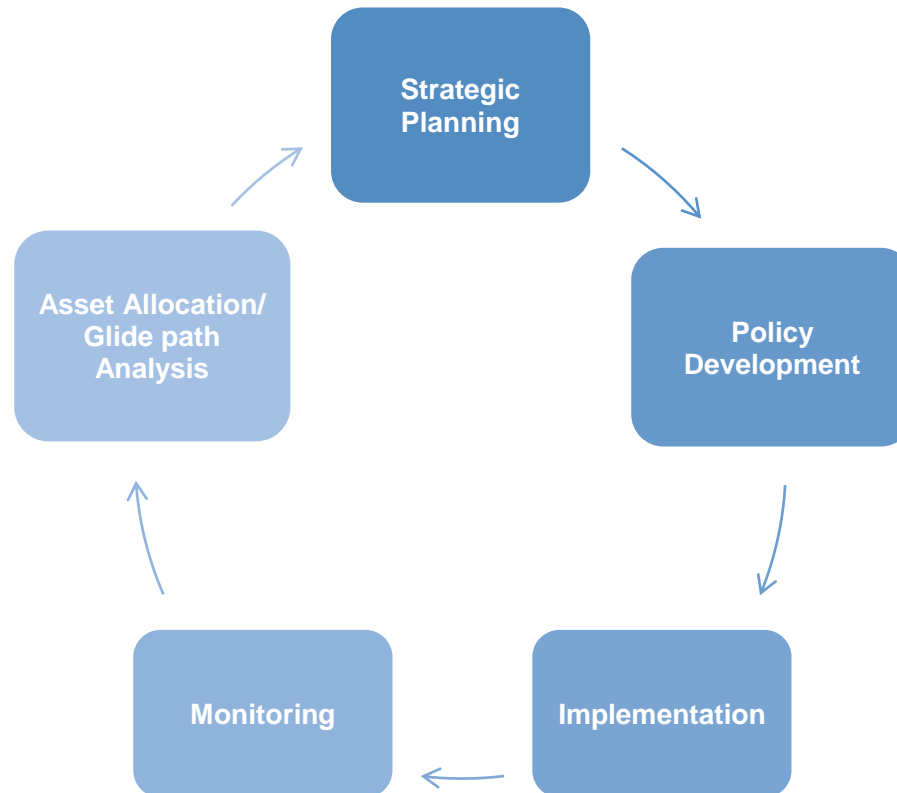 Strategic
Planning
Policy
Development
Implementation
Monitoring
Asset Allocation/
Glide path
Analysis